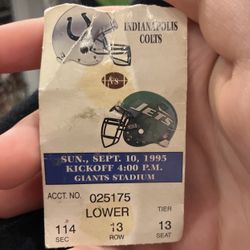 INDIANAPOLIS
COLTS
VS
JETS
SUN., SEPT. 10, 1995
KICKOFF 4:00 P.M.
GIANTS STADIUM
ACCT. NO. 025175
LOWER TIER
114 13 13
SEC ROW SEAT